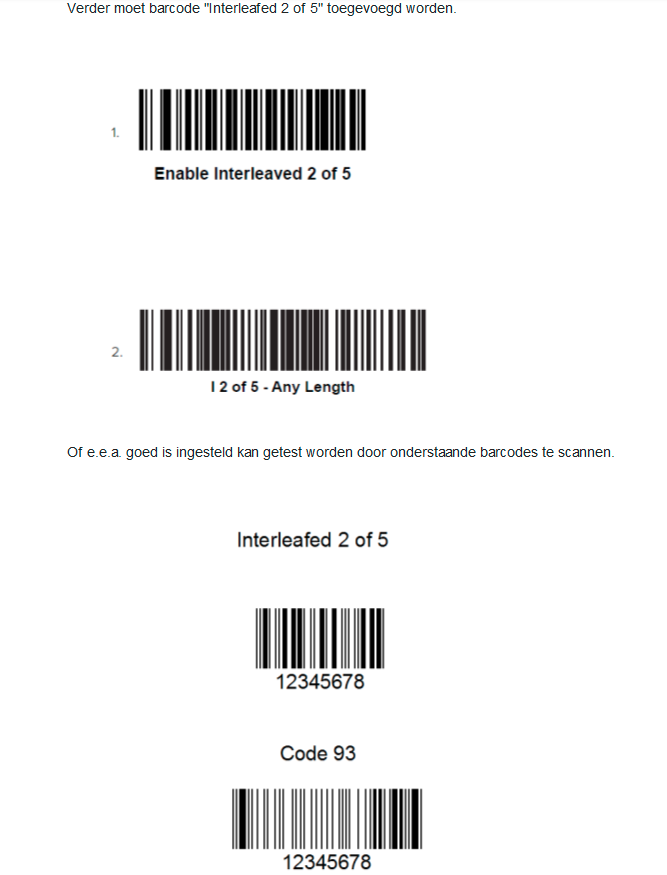 Verder moet barcode "Interleafed 2 of 5" toegevoegd worden.
1.
Enable Interleaved 2 of 5
2.
I 2 of 5 - Any Length
Of e.e.a. goed is ingesteld kan getest worden door onderstaande barcodes te scannen.
Interleafed 2 of 5
12345678
Code 93
12345678